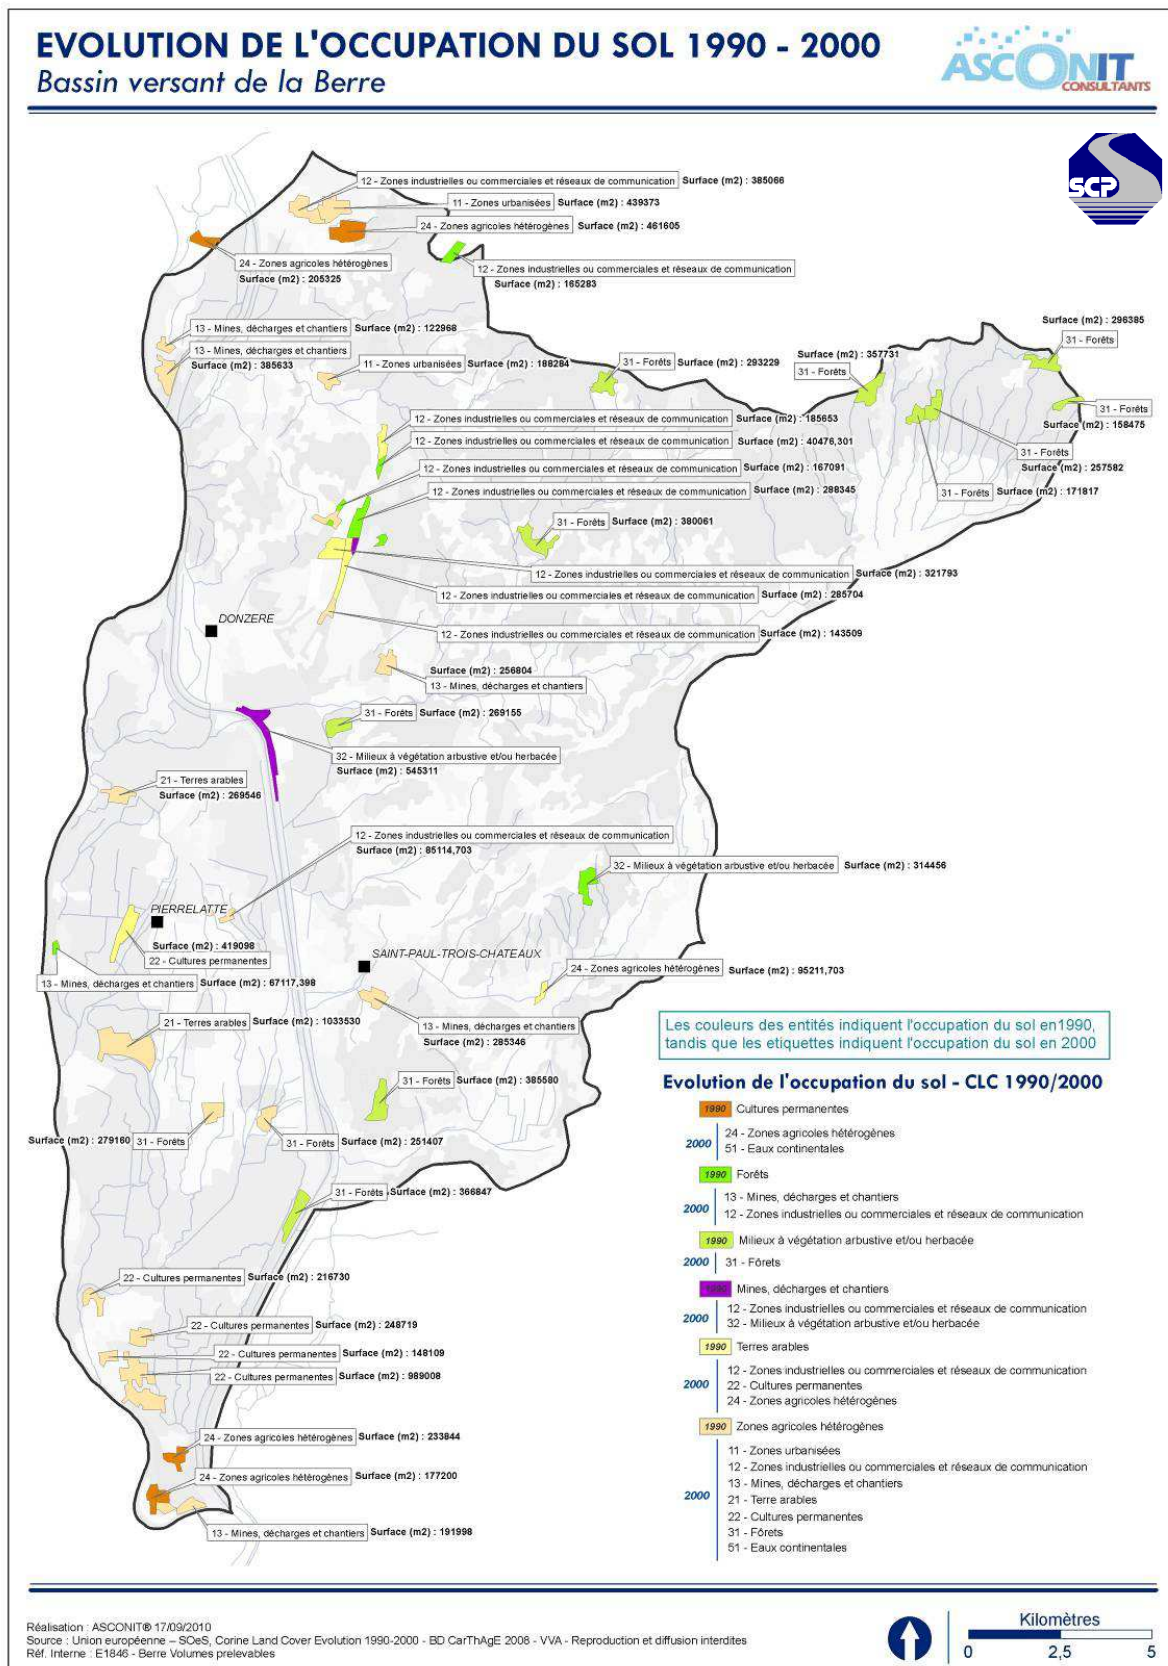 EVOLUTION DE L'OCCUPATION DU SOL 1990 - 2000
Bassin versant de la Berre
ASCONIT
CONSULTANTS
SCP
12 - Zones industrielles ou commerciales et réseaux de communication Surface (m2) : 385066
11 - Zones urbanisées Surface (m2) : 439373
24 - Zones agricoles hétérogènes Surface (m2) : 461605
24 - Zones agricoles hétérogènes
Surface (m2) : 205325
12 - Zones industrielles ou commerciales et réseaux de communication
Surface (m2) : 165283
13 - Mines, décharges et chantiers Surface (m2) : 122968
13 - Mines, décharges et chantiers
Surface (m2) : 385633
11 - Zones urbanisées Surface (m2) : 188284
31 - Forêts Surface (m2) : 293229
Surface (m2) : 357731
31 - Forêts
Surface (m2) : 296385
31 - Forêts
31 - Forêts
Surface (m2) : 158475
31 - Forêts
Surface (m2) : 257582
31 - Forêts Surface (m2) : 171817
12 - Zones industrielles ou commerciales et réseaux de communication Surface (m2) : 185653
12 - Zones industrielles ou commerciales et réseaux de communication Surface (m2) : 40476,301
12 - Zones industrielles ou commerciales et réseaux de communication Surface (m2) : 167091
12 - Zones industrielles ou commerciales et réseaux de communication Surface (m2) : 288345
31 - Forêts Surface (m2) : 380061
12 - Zones industrielles ou commerciales et réseaux de communication Surface (m2) : 321793
12 - Zones industrielles ou commerciales et réseaux de communication Surface (m2) : 285704
DONZERE
12 - Zones industrielles ou commerciales et réseaux de communication Surface (m2) : 143509
Surface (m2) : 256804
13 - Mines, décharges et chantiers
31 - Forêts Surface (m2) : 269155
32 - Milieux à végétation arbustive et/ou herbacée
Surface (m2) : 545311
21 - Terres arables
Surface (m2) : 269546
12 - Zones industrielles ou commerciales et réseaux de communication
Surface (m2) : 85114,703
32 - Milieux à végétation arbustive et/ou herbacée Surface (m2) : 314456
PIERRELATTE
Surface (m2) : 419098
22 - Cultures permanentes
SAINT-PAUL-TROIS-CHATEAUX
24 - Zones agricoles hétérogènes Surface (m2) : 95211,703
13 - Mines, décharges et chantiers Surface (m2) : 67117,398
21 - Terres arables Surface (m2) : 1033530
13 - Mines, décharges et chantiers
Surface (m2) : 285346
31 - Forêts Surface (m2) : 385580
Surface (m2) : 279160 31 - Forêts
31 - Forêts Surface (m2) : 251407
31 - Forêts Surface (m2) : 366847
22 - Cultures permanentes Surface (m2) : 216730
22 - Cultures permanentes Surface (m2) : 248719
22 - Cultures permanentes Surface (m2) : 148109
22 - Cultures permanentes Surface (m2) : 989008
24 - Zones agricoles hétérogènes Surface (m2) : 233844
24 - Zones agricoles hétérogènes Surface (m2) : 177200
13 - Mines, décharges et chantiers Surface (m2) : 191998
Les couleurs des entités indiquent l'occupation du sol en1990,
tandis que les etiquettes indiquent l'occupation du sol en 2000
Evolution de l'occupation du sol - CLC 1990/2000
1990 Cultures permanentes
2000
24 - Zones agricoles hétérogènes
51 - Eaux continentales
1990 Forêts
2000
13 - Mines, décharges et chantiers
12 - Zones industrielles ou commerciales et réseaux de communication
1990 Milieux à végétation arbustive et/ou herbacée
2000 31 - Fôrets
1990 Mines, décharges et chantiers
2000
12 - Zones industrielles ou commerciales et réseaux de communication
32 - Milieux à végétation arbustive et/ou herbacée
1990 Terres arables
2000
12 - Zones industrielles ou commerciales et réseaux de communication
22 - Cultures permanentes
24 - Zones agricoles hétérogènes
1990 Zones agricoles hétérogènes
2000
11 - Zones urbanisées
12 - Zones industrielles ou commerciales et réseaux de communication
13 - Mines, décharges et chantiers
21 - Terre arables
22 - Cultures permanentes
31 - Fôrets
51 - Eaux continentales
Réalisation : ASCONIT® 17/09/2010
Source : Union européenne – SOeS, Corine Land Cover Evolution 1990-2000 - BD CarThAgE 2008 - VVA - Reproduction et diffusion interdites
Réf. Interne : E1846 - Berre Volumes prelevables
Kilomètres
0 2,5 5